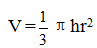 V = 1/3 π hr²